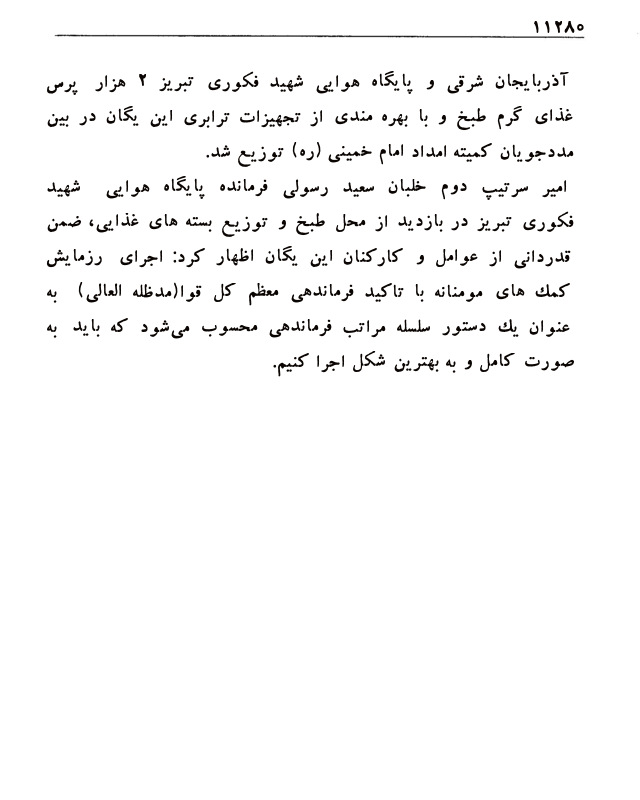 ۱۱۲۸۰
آذربایجان شرقی و پایگاه هوایی شهید فکوری تبریز ۲ هزار پرس
غذای گرم طبخ و با بهره مندی از تجهیزات ترابری این یگان در بین
مددجویان کمیته امداد امام خمینی (ره) توزیع شد.
امیر سرتیپ دوم خلبان سعید رسولی فرمانده پایگاه هوایی شهید
فکوری تبریز در بازدید از محل طبخ و توزیع بسته های غذایی، ضمن
قدردانی از عوامل و کارکنان این یگان اظهار کرد: اجرای رزمایش
کمك های مومنانه با تاکید فرماندهی معظم کل قوا(مدظله العالی) به
عنوان یك دستور سلسله مراتب فرماندهی محسوب می‌شود که باید به
صورت کامل و به بهترین شکل اجرا کنیم.